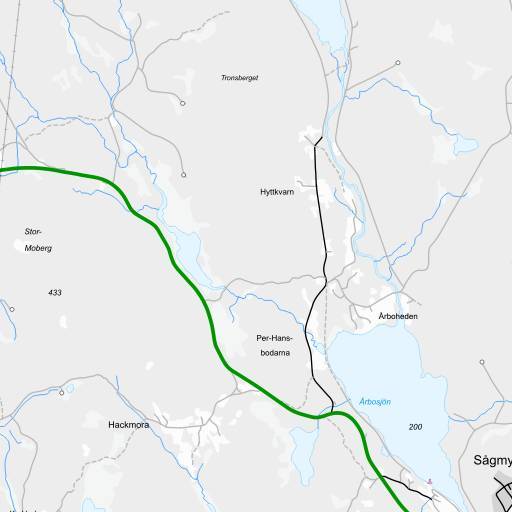 Tronsberget
Hyttkvarn
Stor-
Moberg
433
Årboheden
Per-Hans-
bodarna
Årbosjön
200
Hackmora
Sågmy